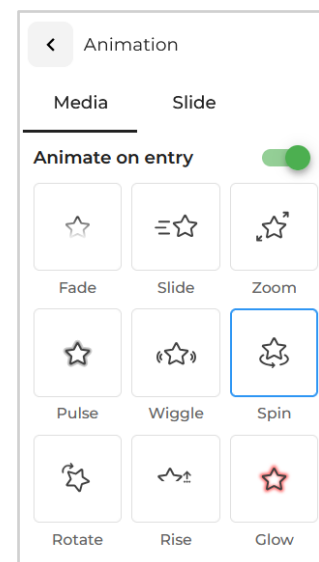 Animation
Media Slide
Animate on entry
Fade Slide Zoom
Pulse Wiggle Spin
Rotate Rise Glow